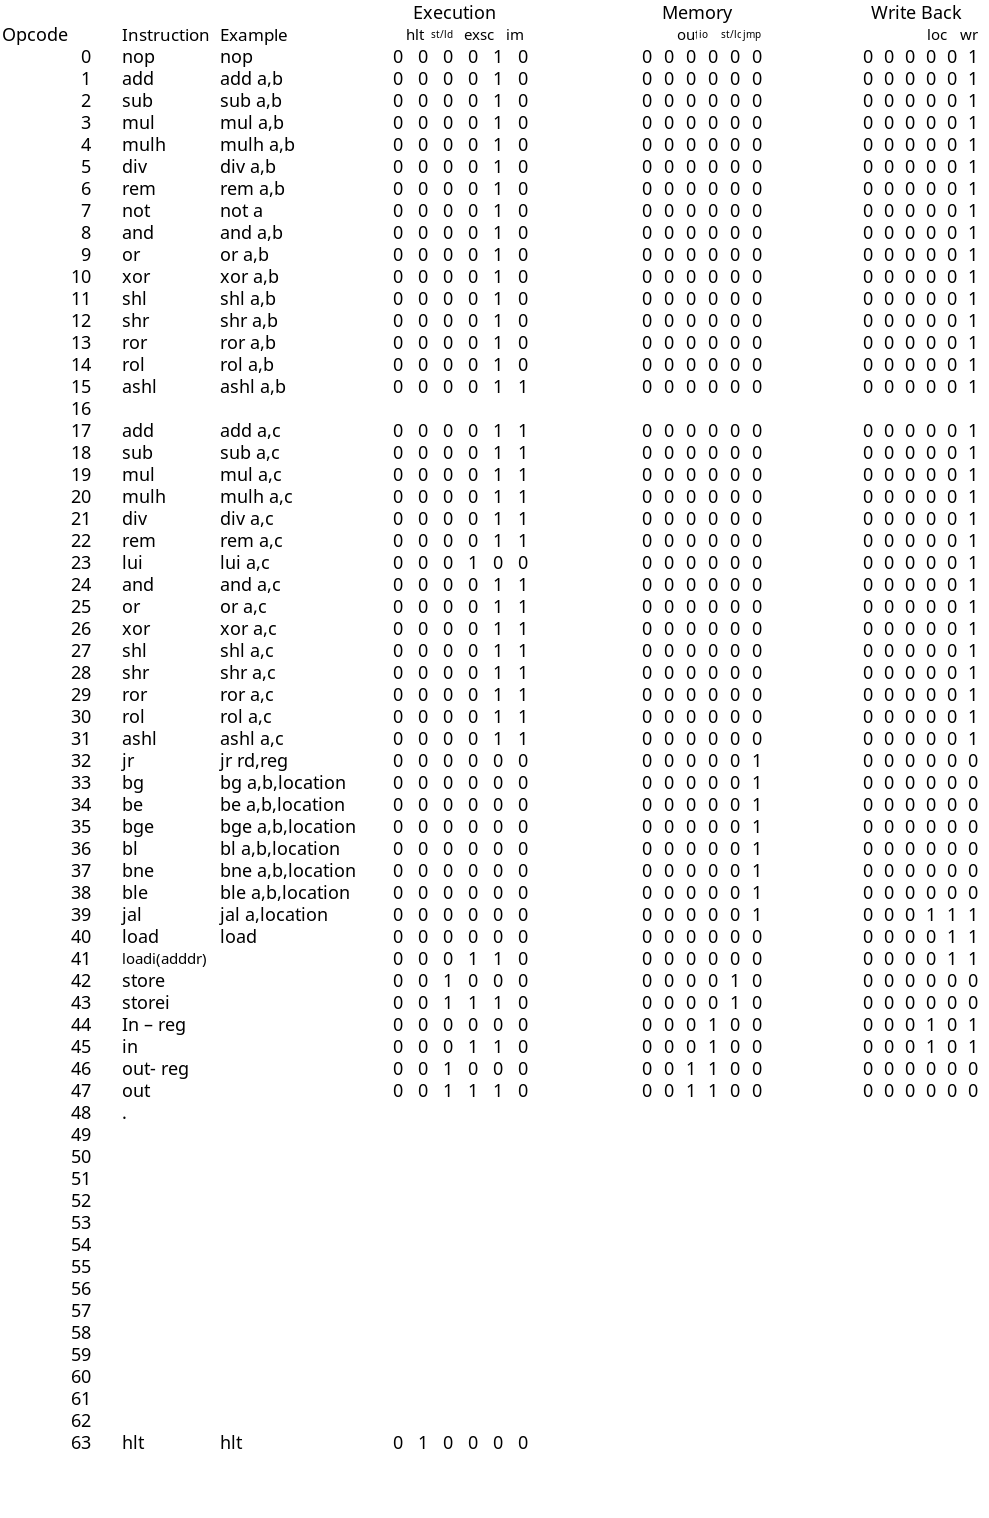 Execution Memory Write Back
Opcode Instruction Example hlt st/ld exsc im io jmp loc wr
0 nop nop 0 0 0 0 1 0 0 0 0 0 0 0 0 0 0 0 0 1
1 add add a,b 0 0 0 0 1 0 0 0 0 0 0 0 0 0 0 0 0 1
2 sub sub a,b 0 0 0 0 1 0 0 0 0 0 0 0 0 0 0 0 0 1
3 mul mul a,b 0 0 0 0 1 0 0 0 0 0 0 0 0 0 0 0 0 1
4 mulh mulh a,b 0 0 0 0 1 0 0 0 0 0 0 0 0 0 0 0 0 1
5 div div a,b 0 0 0 0 1 0 0 0 0 0 0 0 0 0 0 0 0 1
6 rem rem a,b 0 0 0 0 1 0 0 0 0 0 0 0 0 0 0 0 0 1
7 not not a 0 0 0 0 1 0 0 0 0 0 0 0 0 0 0 0 0 1
8 and and a,b 0 0 0 0 1 0 0 0 0 0 0 0 0 0 0 0 0 1
9 or or a,b 0 0 0 0 1 0 0 0 0 0 0 0 0 0 0 0 0 1
10 xor xor a,b 0 0 0 0 1 0 0 0 0 0 0 0 0 0 0 0 0 1
11 shl shl a,b 0 0 0 0 1 0 0 0 0 0 0 0 0 0 0 0 0 1
12 shr shr a,b 0 0 0 0 1 0 0 0 0 0 0 0 0 0 0 0 0 1
13 ror ror a,b 0 0 0 0 1 0 0 0 0 0 0 0 0 0 0 0 0 1
14 rol rol a,b 0 0 0 0 1 0 0 0 0 0 0 0 0 0 0 0 0 1
15 ashl ashl a,b 0 0 0 0 1 1 0 0 0 0 0 0 0 0 0 0 0 1
16
17 add add a,c 0 0 0 0 1 1 0 0 0 0 0 0 0 0 0 0 0 1
18 sub sub a,c 0 0 0 0 1 1 0 0 0 0 0 0 0 0 0 0 0 1
19 mul mul a,c 0 0 0 0 1 1 0 0 0 0 0 0 0 0 0 0 0 1
20 mulh mulh a,c 0 0 0 0 1 1 0 0 0 0 0 0 0 0 0 0 0 1
21 div div a,c 0 0 0 0 1 1 0 0 0 0 0 0 0 0 0 0 0 1
22 rem rem a,c 0 0 0 0 1 1 0 0 0 0 0 0 0 0 0 0 0 1
23 lui lui a,c 0 0 0 1 0 0 0 0 0 0 0 0 0 0 0 0 0 1
24 and and a,c 0 0 0 0 1 1 0 0 0 0 0 0 0 0 0 0 0 1
25 or or a,c 0 0 0 0 1 1 0 0 0 0 0 0 0 0 0 0 0 1
26 xor xor a,c 0 0 0 0 1 1 0 0 0 0 0 0 0 0 0 0 0 1
27 shl shl a,c 0 0 0 0 1 1 0 0 0 0 0 0 0 0 0 0 0 1
28 shr shr a,c 0 0 0 0 1 1 0 0 0 0 0 0 0 0 0 0 0 1
29 ror ror a,c 0 0 0 0 1 1 0 0 0 0 0 0 0 0 0 0 0 1
30 rol rol a,c 0 0 0 0 1 1 0 0 0 0 0 0 0 0 0 0 0 1
31 ashl ashl a,c 0 0 0 0 1 1 0 0 0 0 0 0 0 0 0 0 0 1
32 jr jr rd,reg 0 0 0 0 0 0 0 0 0 0 0 1 0 0 0 0 0 0
33 bg bg a,b,location 0 0 0 0 0 0 0 0 0 0 0 1 0 0 0 0 0 0
34 be be a,b,location 0 0 0 0 0 0 0 0 0 0 0 1 0 0 0 0 0 0
35 bge bge a,b,location 0 0 0 0 0 0 0 0 0 0 0 1 0 0 0 0 0 0
36 bl bl a,b,location 0 0 0 0 0 0 0 0 0 0 0 1 0 0 0 0 0 0
37 bne bne a,b,location 0 0 0 0 0 0 0 0 0 0 0 1 0 0 0 0 0 0
38 ble ble a,b,location 0 0 0 0 0 0 0 0 0 0 0 1 0 0 0 0 0 0
39 jal jal a,location 0 0 0 0 0 0 0 0 0 0 0 1 0 0 0 1 1 1
40 load load 0 0 0 0 0 0 0 0 0 0 0 0 0 0 0 0 1 1
41 loadi(adddr) 0 0 0 1 1 0 0 0 0 0 0 0 0 0 0 0 1 1
42 store 0 0 1 0 0 0 0 0 0 0 1 0 0 0 0 0 0 0
43 storei 0 0 1 1 1 0 0 0 0 0 1 0 0 0 0 0 0 0
44 In – reg 0 0 0 0 0 0 0 0 0 1 0 0 0 0 0 1 0 1
45 in 0 0 0 1 1 0 0 0 0 1 0 0 0 0 0 1 0 1
46 out- reg 0 0 1 0 0 0 0 0 1 1 0 0 0 0 0 0 0 0
47 out 0 0 1 1 1 0 0 0 1 1 0 0 0 0 0 0 0 0
48 .
49
50
51
52
53
54
55
56
57
58
59
60
61
62
63 hlt hlt 0 1 0 0 0 0